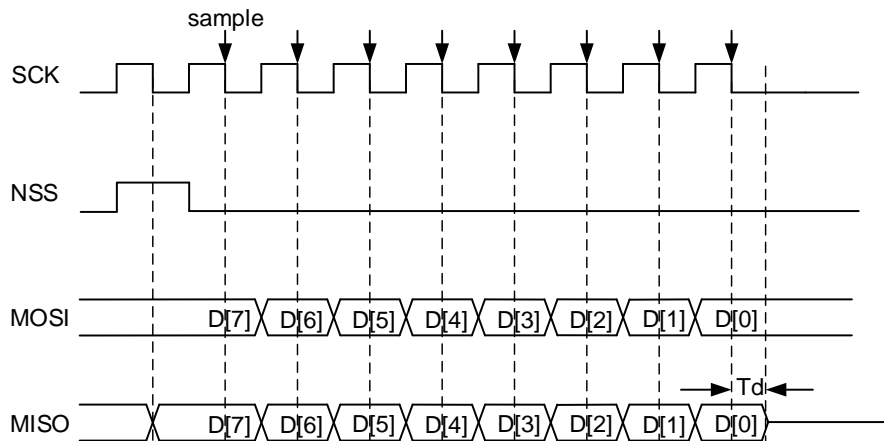 sample
SCK
NSS
MOSI D[7] D[6] D[5] D[4] D[3] D[2] D[1] D[0]
Td
MISO D[7] D[6] D[5] D[4] D[3] D[2] D[1] D[0]